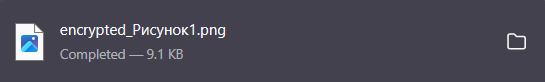 encrypted_Рисунок1.png
Completed — 9.1 KB